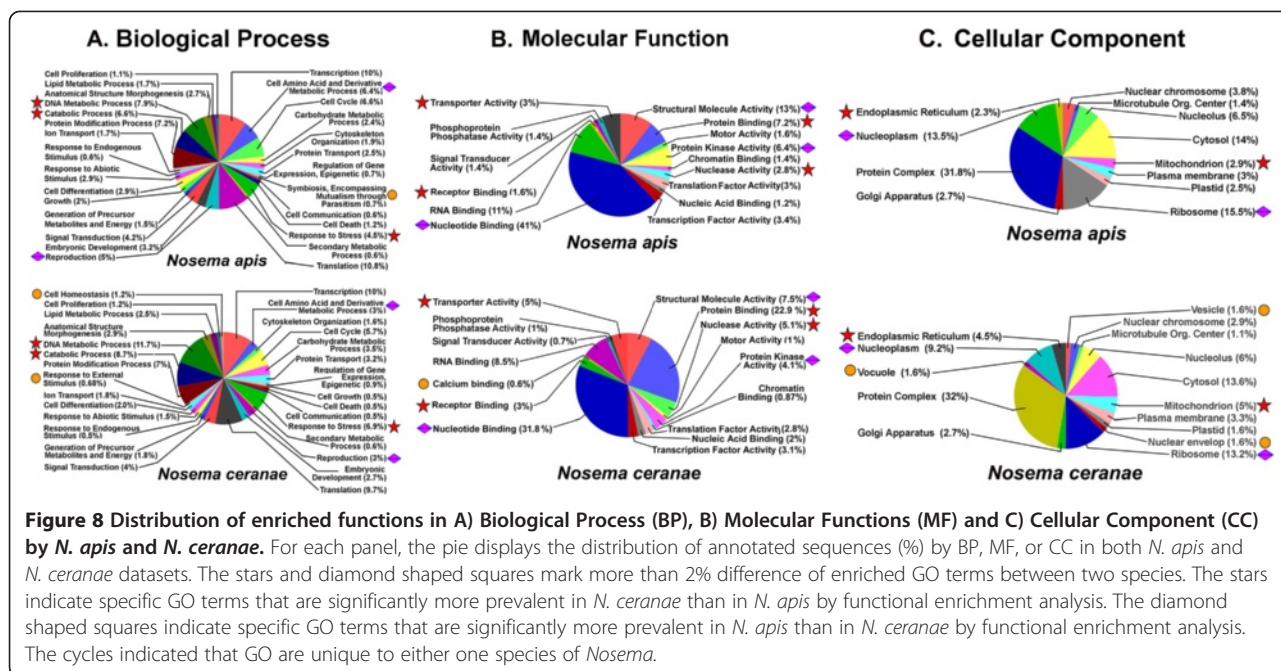 A. Biological Process
B. Molecular Function
C. Cellular Component
Cell Proliferation (1.1%)
Lipid Metabolic Process (1.7%)
Anatomical Structure Morphogenesis (2.7%)
DNA Metabolic Process (7.9%)
Catabolic Process (6.6%)
Protein Modification Process (7.2%)
Ion Transport (1.7%)
Response to Endogenous
Stimulus (0.6%)
Response to Abiotic
Stimulus (2.9%)
Cell Differentiation (2.9%)
Growth (2%)
Generation of Precursor
Metabolites and Energy (1.5%)
Signal Transduction (4.2%)
Embryonic Development (3.2%)
Reproduction (5%)
Transcription (10%)
Cell Amino Acid and Derivative
Metabolic Process (6.4%)
Cell Cycle (6.6%)
Carbohydrate Metabolic
Process (2.4%)
Cytoskeleton
Organization (1.9%)
Protein Transport (2.5%)
Regulation of Gene
Expression, Epigenetic (0.7%)
Symbiosis, Encompassing
Mutualism through
Parasitism (0.7%)
Cell Communication (0.6%)
Cell Death (1.2%)
Response to Stress (4.5%)
Secondary Metabolic
Process (0.6%)
Translation (10.8%)
Nosema apis
Transporter Activity (3%)
Phosphoprotein
Phosphatase Activity (1.4%)
Signal Transducer
Activity (1.4%)
Receptor Binding (1.6%)
RNA Binding (11%)
Nucleotide Binding (41%)
Structural Molecule Activity (13%)
Protein Binding (7.2%)
Motor Activity (1.6%)
Protein Kinase Activity (6.4%)
Chromatin Binding (1.4%)
Nuclease Activity (2.8%)
Translation Factor Activity (3%)
Nucleic Acid Binding (1.2%)
Transcription Factor Activity (3.4%)
Nosema apis
Endoplasmic Reticulum (2.3%)
Nucleoplasm (13.5%)
Protein Complex (31.8%)
Golgi Apparatus (2.7%)
Nuclear chromosome (3.8%)
Microtubule Org. Center (1.4%)
Nucleolus (6.5%)
Cytosol (14%)
Mitochondrion (2.9%)
Plasma membrane (3%)
Plastid (2.5%)
Ribosome (15.5%)
Nosema apis
Cell Homeostasis (1.2%)
Cell Proliferation (1.2%)
Lipid Metabolic Process (2.5%)
Anatomical Structure
Morphogenesis (2.9%)
DNA Metabolic Process (11.7%)
Catabolic Process (8.7%)
Protein Modification Process (7%)
Response to External
Stimulus (0.68%)
Ion Transport (1.8%)
Cell Differentiation (2.0%)
Response to Abiotic Stimulus (1.5%)
Response to Endogenous
Stimulus (0.5%)
Generation of Precursor
Metabolites and Energy (1.8%)
Signal Transduction (4%)
Transcription (10%)
Cell Amino Acid and Derivative
Metabolic Process (3%)
Cytoskeleton Organization (1.6%)
Cell Cycle (5.7%)
Carbohydrate Metabolic
Process (3.5%)
Protein Transport (3.2%)
Regulation of Gene
Expression,
Epigenetic (0.9%)
Cell Growth (0.5%)
Cell Death (0.5%)
Cell Communication (0.5%)
Response to Stress (6.9%)
Secondary Metabolic
Process (0.6%)
Reproduction (3%)
Embryonic
Development (2.7%)
Translation (9.7%)
Nosema ceranae
Transporter Activity (5%)
Phosphoprotein
Phosphatase Activity (1%)
Signal Transducer Activity (0.7%)
RNA Binding (8.5%)
Calcium binding (0.6%)
Receptor Binding (3%)
Nucleotide Binding (31.8 %)
Structural Molecule Activity (7.5%)
Protein Binding (22.9 %)
Nuclease Activity (5.1%)
Motor Activity (1%)
Protein Kinase
Activity (4.1%)
Chromatin
Binding (0.87%)
Translation Factor Activity (2.8%)
Nucleic Acid Binding (2%)
Transcription Factor Activity (3.1%)
Nosema ceranae
Endoplasmic Reticulum (4.5%)
Nucleoplasm (9.2%)
Vocuole (1.6%)
Protein Complex (32%)
Golgi Apparatus (2.7%)
Vesicle (1.6%)
Nuclear chromosome (2.9%)
Microtubule Org. Center (1.1%)
Nucleolus (6%)
Cytosol (13.6%)
Mitochondrion (5%)
Plasma membrane (3.3%)
Plastid (1.6%)
Nuclear envelop (1.6%)
Ribosome (13.2%)
Nosema ceranae
Figure 8 Distribution of enriched functions in A) Biological Process (BP), B) Molecular Functions (MF) and C) Cellular Component (CC)
by N. apis and N. ceranae. For each panel, the pie displays the distribution of annotated sequences (%) by BP, MF, or CC in both N. apis and
N. ceranae datasets. The stars and diamond shaped squares mark more than 2% difference of enriched GO terms between two species. The stars
indicate specific GO terms that are significantly more prevalent in N. ceranae than in N. apis by functional enrichment analysis. The diamond
shaped squares indicate specific GO terms that are significantly more prevalent in N. apis than in N. ceranae by functional enrichment analysis.
The cycles indicated that GO are unique to either one species of Nosema.